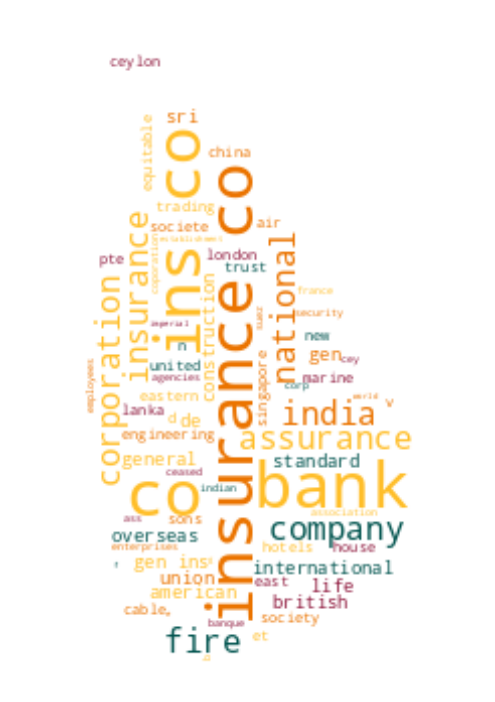 ceylon
sri
equitable
ins co
china
insurance co
trading
insurance
air
societe
establishment
national
london
pte
trust
corporation
coporation
construction
france
suez
security
imperial
new
n
singapore
gen
cey
united
employees
agencies
marine
corp
eastern
world
v
lanka
d
de
india
engineering
assurance
general
standard
ceased
bank
co
indian
association
ass
sons
company
overseas
enterprises
hotels
house
gen ins
international
union
east
life
american
british
cable
society
banque
fire
et